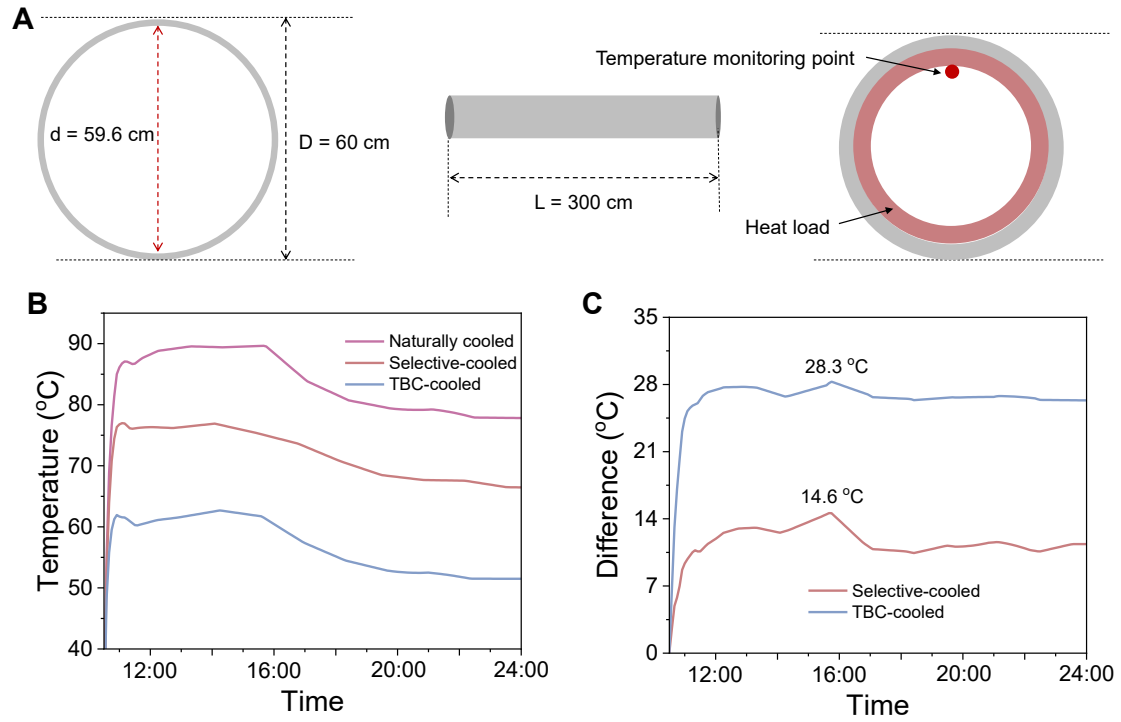 A
d = 59.6 cm
D = 60 cm
L = 300 cm
Temperature monitoring point
Heat load
B
Temperature (°C)
90
80
70
60
50
40
Naturally cooled
Selective-cooled
TBC-cooled
12:00
16:00
20:00
24:00
Time
C
Difference (°C)
35
28
21
14
7
0
28.3 °C
14.6 °C
Selective-cooled
TBC-cooled
12:00
16:00
20:00
24:00
Time